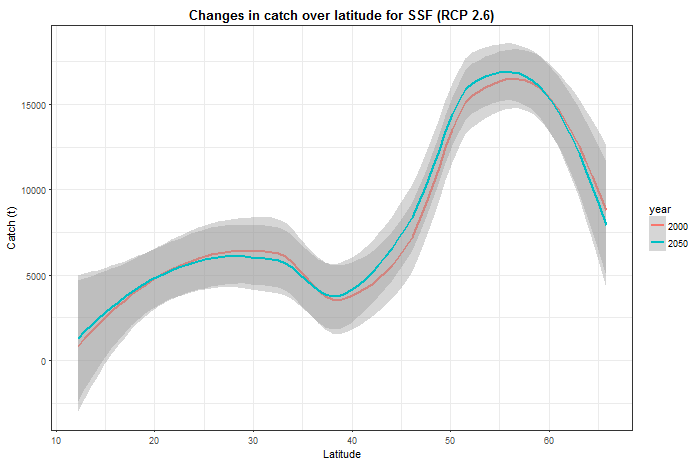 Changes in catch over latitude for SSF (RCP 2.6)
Catch (t)
15000
10000
5000
0
10 20 30 40 50 60
Latitude
year
2000
2050